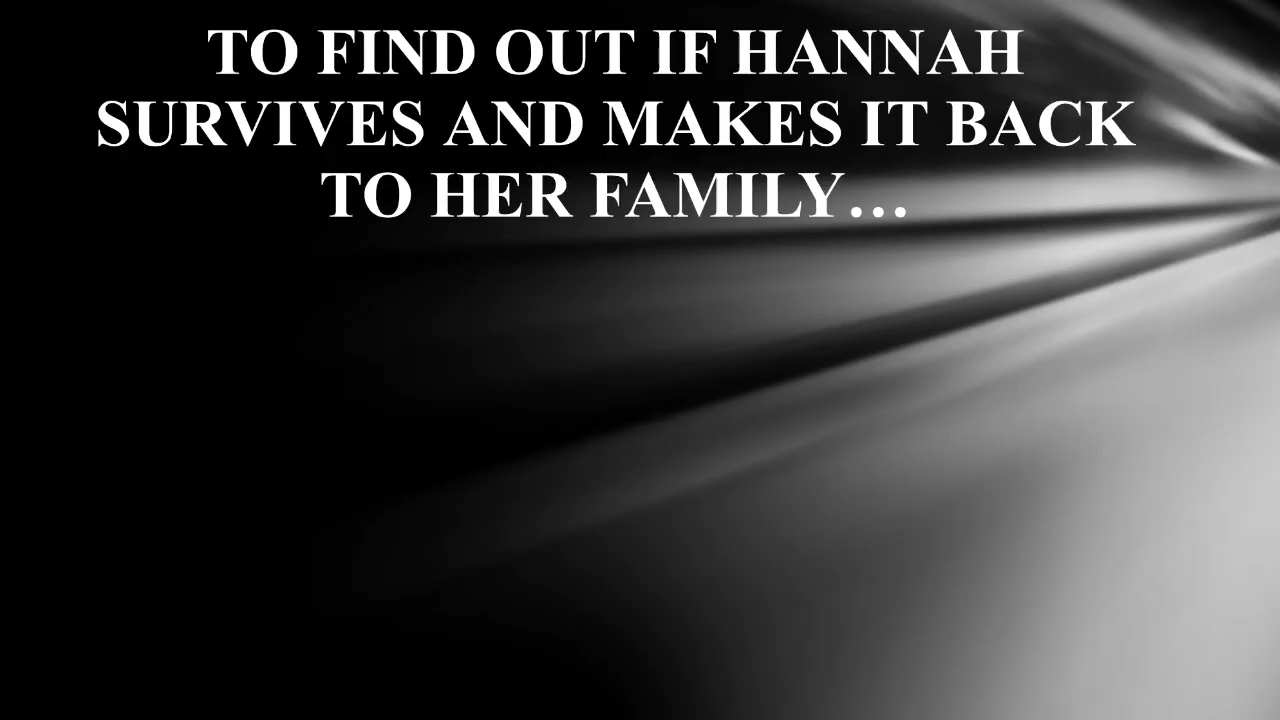 TO FIND OUT IF HANNAH
SURVIVES AND MAKES IT BACK
TO HER FAMILY…